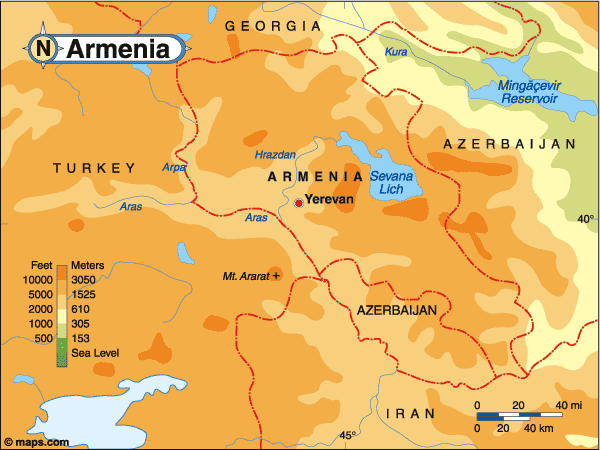 N Armenia
GEORGIA
Kura
Mingäçevir
Reservoir
AZERBAIJAN
Hrazdan
TURKEY
Arpa
ARMENIA
Sevana
Lich
Yerevan
Aras
Aras
40°
Feet Meters
10000 3050
5000 1525
2000 610
1000 305
500 153
Sea Level
Mt. Ararat +
AZERBAIJAN
IRAN
0 20 40 mi
0 20 40 km
45°
© maps.com